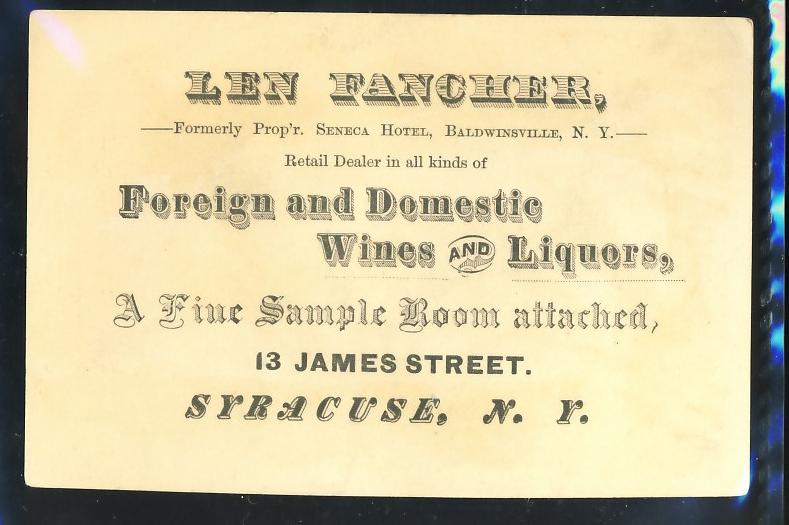 LEN FANCHER,
—Formerly Prop'r. SENECA HOTEL, BALDWINSVILLE, N. Y.—
Retail Dealer in all kinds of
Foreign and Domestic
Wines AND Liquors,
A Fine Sample Room attached,
13 JAMES STREET.
SYRACUSE, N. Y.